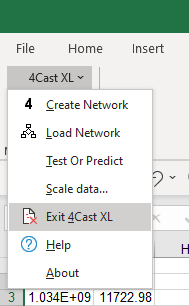 File Home Insert
4Cast XL
4 Create Network
Load Network
Test Or Predict
Scale data...
Exit 4Cast XL
? Help
About
H
3 1.034E+09 11722.98